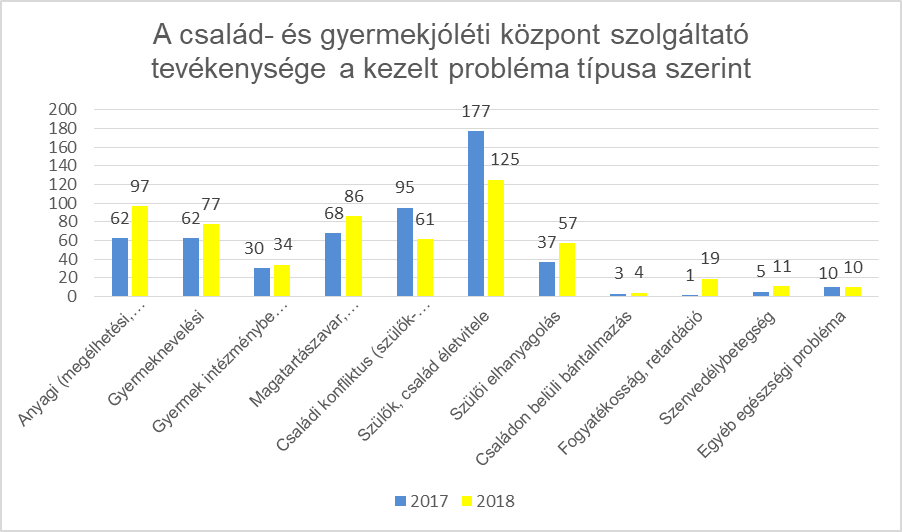 A család- és gyermekjóléti központ szolgáltató
tevékenysége a kezelt probléma típusa szerint
200
180
160
140
120
100
80
60
40
20
0
62
97
62
77
30
34
68
86
95
61
177
125
37
57
3
4
1
19
5
11
10
10
Anyagi (megélhetési,...
Gyermeknevelési
Gyermek intézménybe...
Magatartászavar,...
Családi konfliktus (szülők-...
Szülők, család életvitele
Szülői elhanyagolás
Családon belüli bántalmazás
Fogyatékosság, retardáció
Szenvedélybetegség
Egyéb egészségi probléma
2017
2018